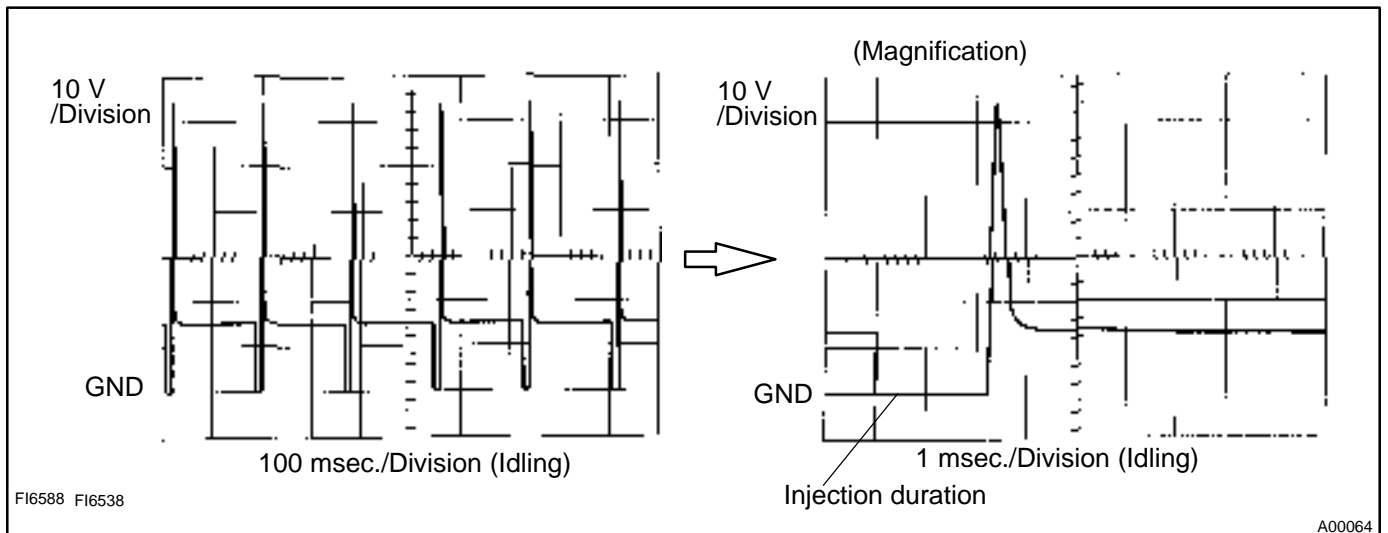 (Magnification)
10 V
/Division
10 V
/Division
GND
GND
100 msec./Division (Idling)
1 msec./Division (Idling)
Injection duration
FI6588 FI6538
A00064